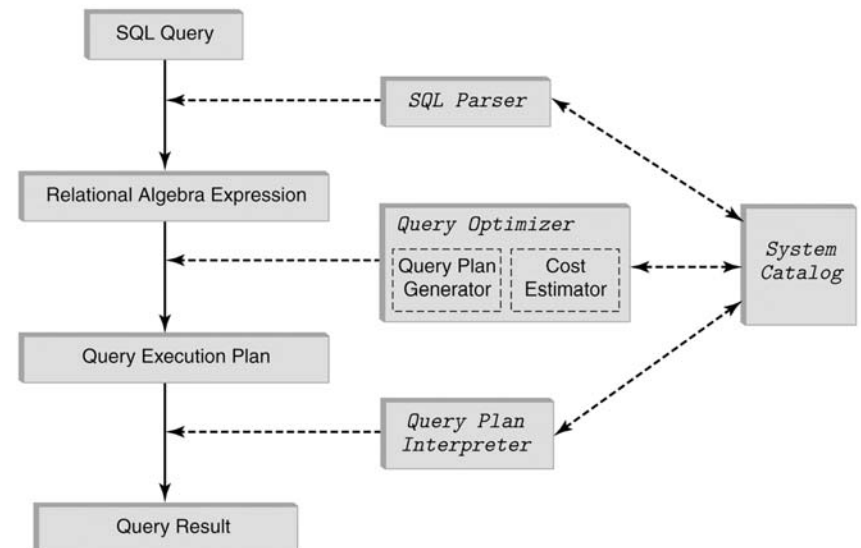 SQL Query
SQL Parser
Relational Algebra Expression
Query Optimizer
Query Plan
Generator
Cost
Estimator
System
Catalog
Query Execution Plan
Query Plan
Interpreter
Query Result